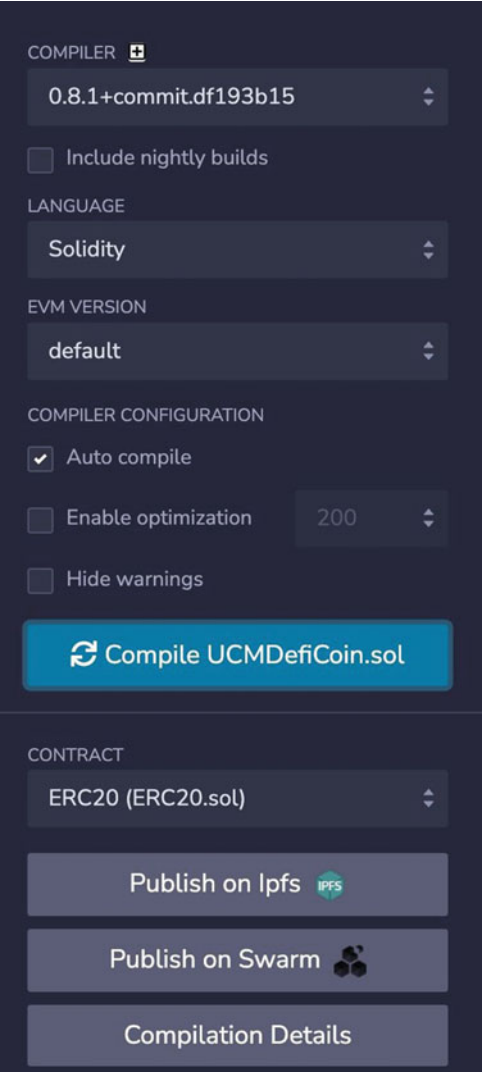 COMPILER
0.8.1+commit.df193b15
Include nightly builds
LANGUAGE
Solidity
EVM VERSION
default
COMPILER CONFIGURATION
Auto compile
Enable optimization 200
Hide warnings
Compile UCMDefiCoin.sol
CONTRACT
ERC20 (ERC20.sol)
Publish on Ipfs IPFS
Publish on Swarm
Compilation Details